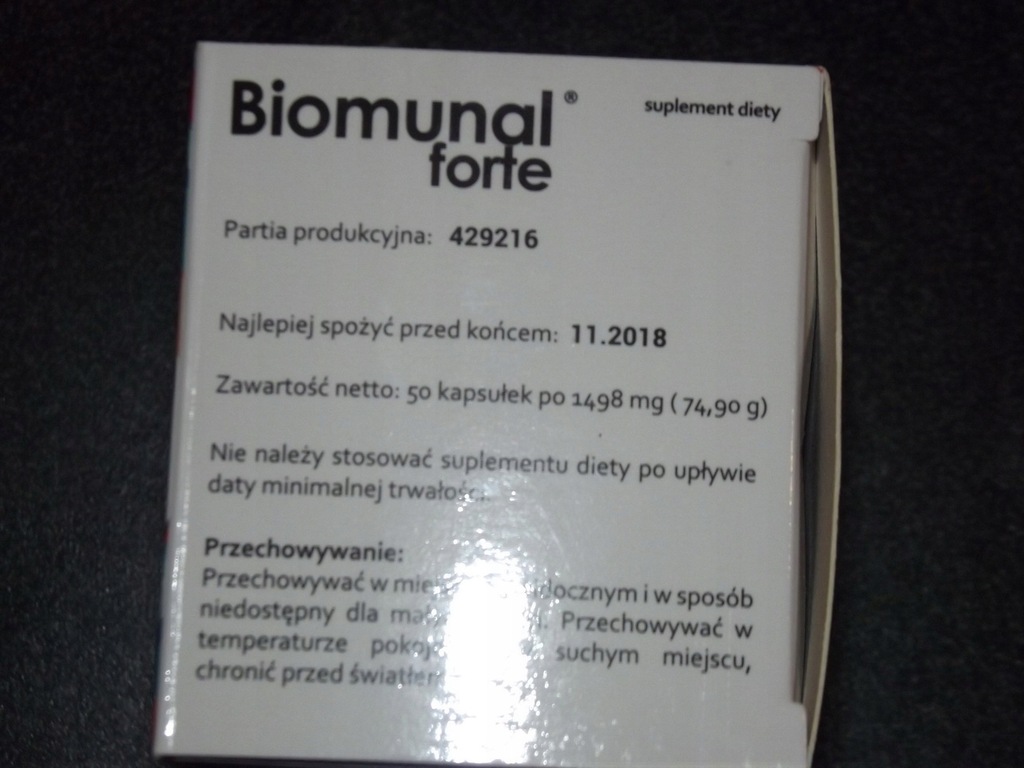 Biomunal ®
forte
suplement diety
Partia produkcyjna: 429216
Najlepiej spożyć przed końcem: 11.2018
Zawartość netto: 50 kapsułek po 1498 mg ( 74,90 g)
Nie należy stosować suplementu diety po upływie
daty minimalnej trwałości.
Przechowywanie:
Przechowywać w i w sposób
niedostępny dla Przechowywać w
temperaturze suchym miejscu,
chronić przed